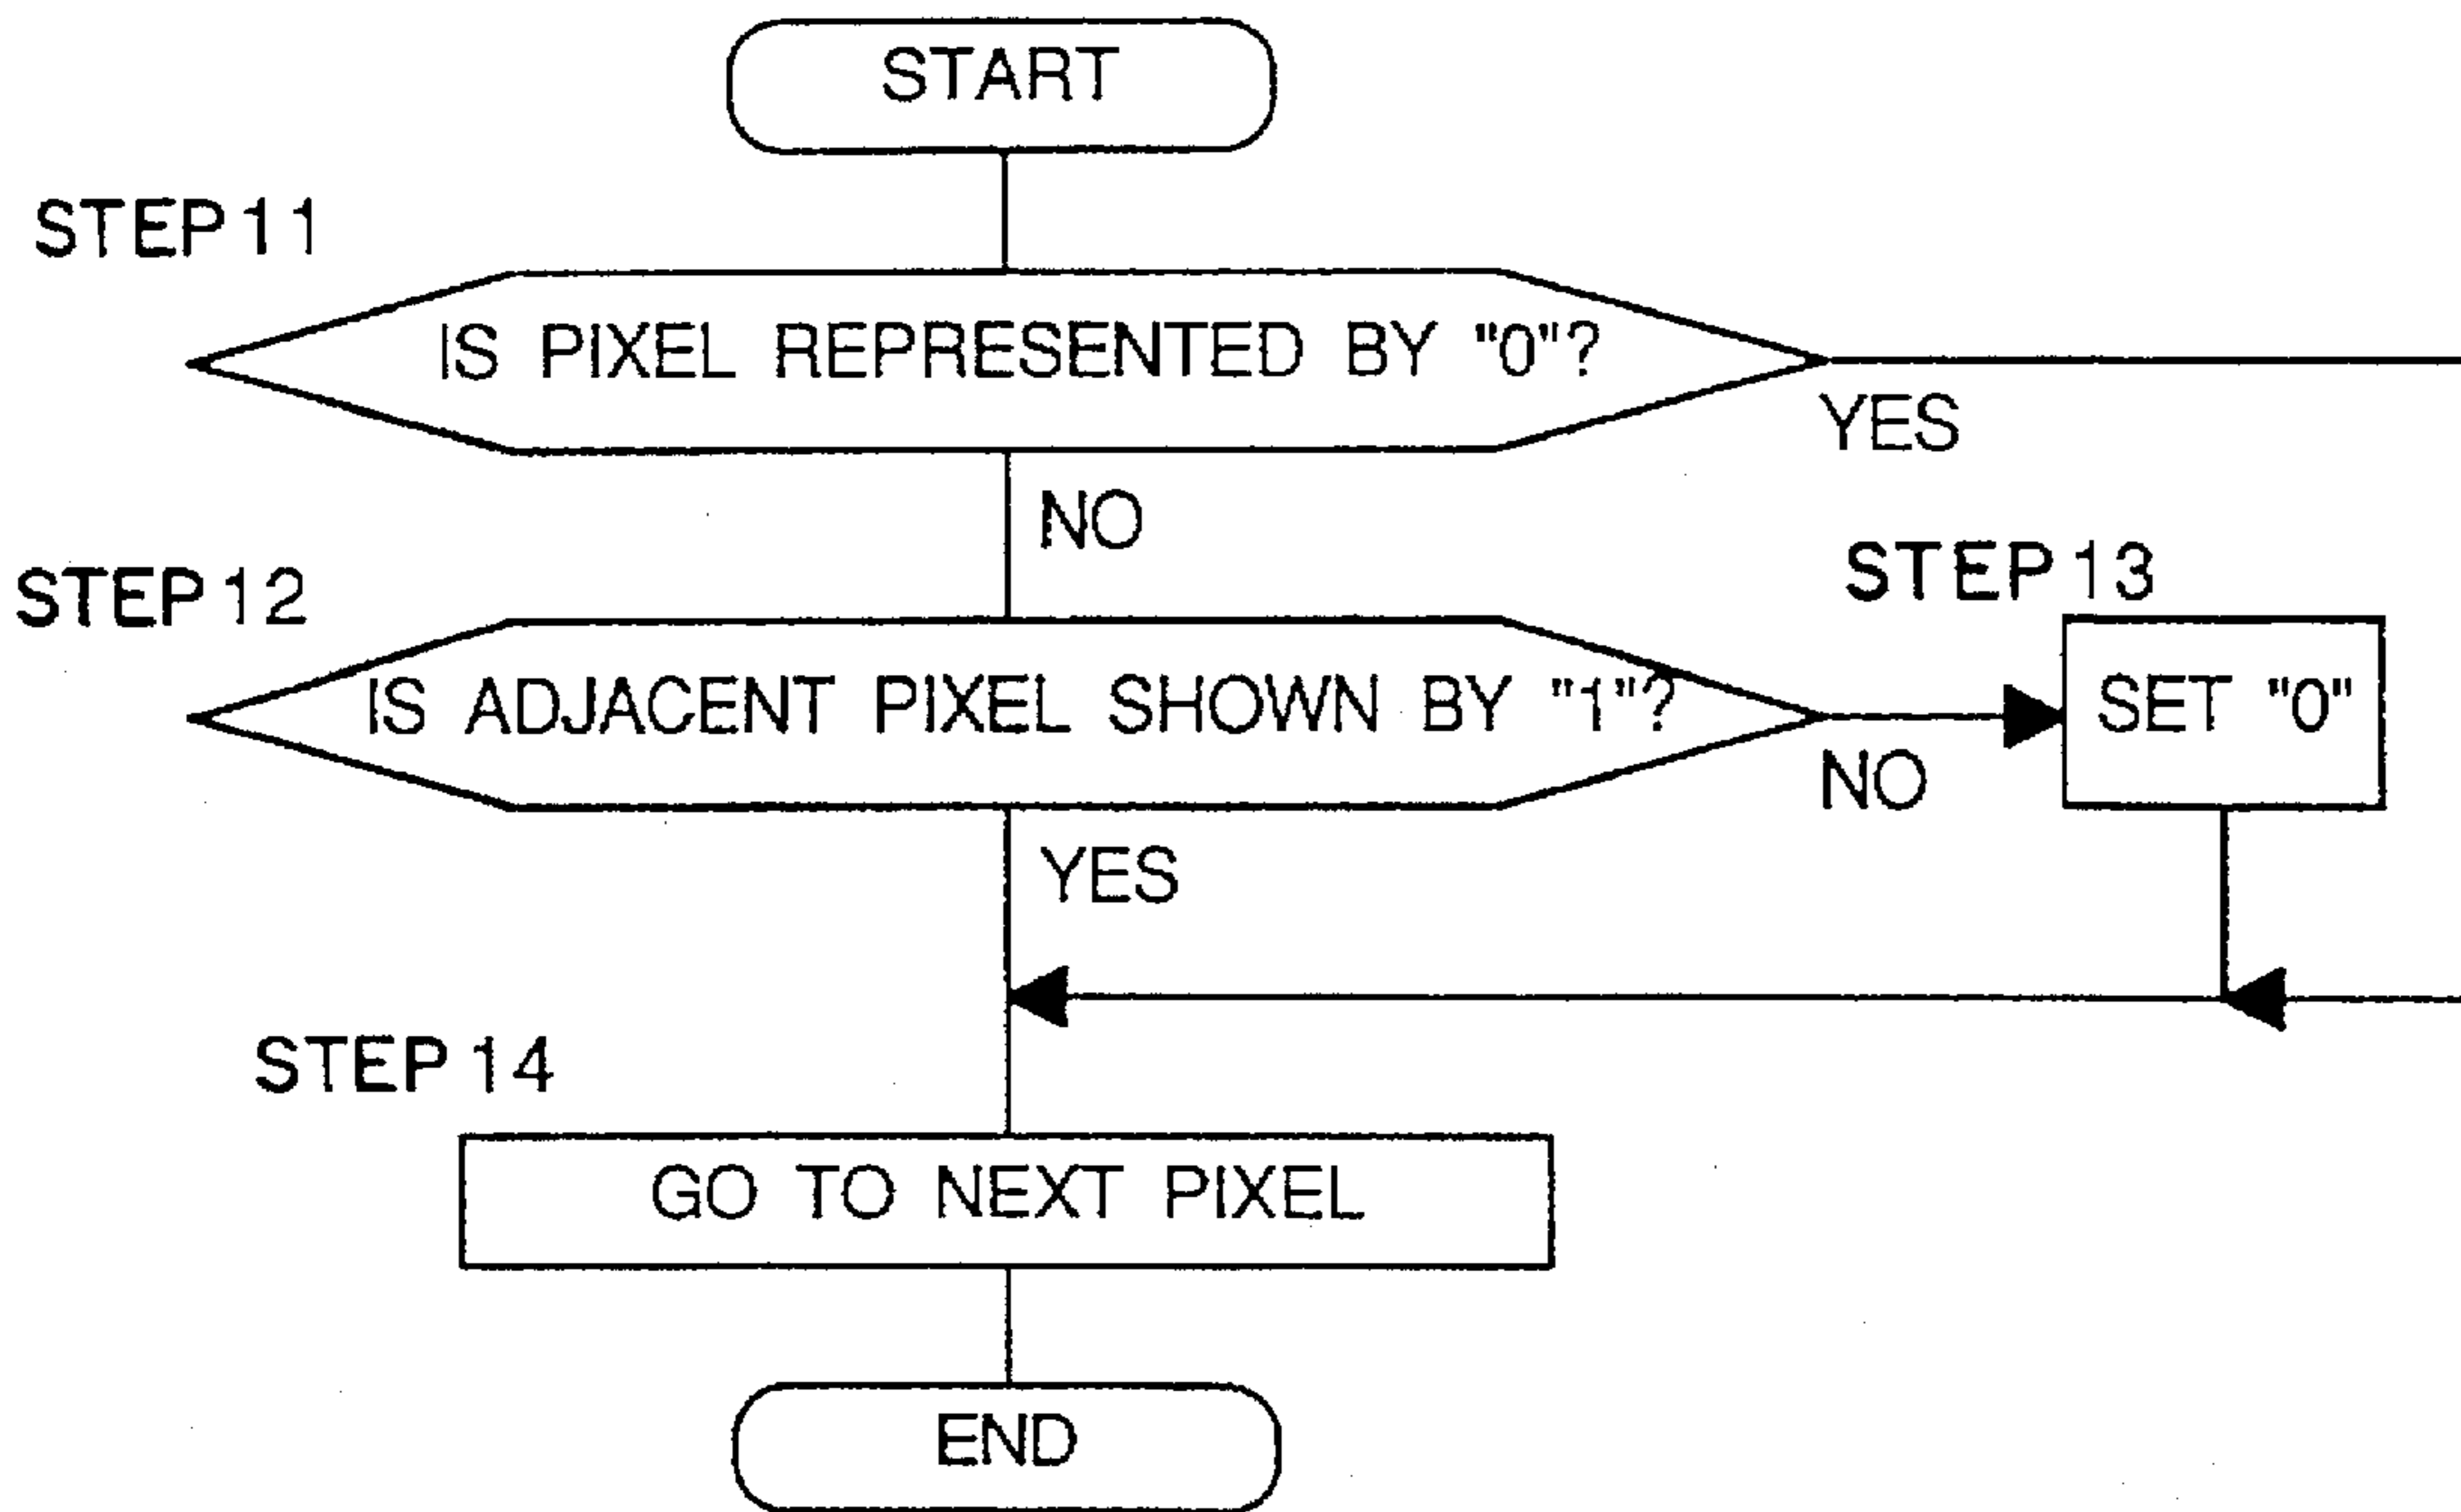 START
STEP 11
IS PIXEL REPRESENTED BY "0"?
YES
NO
STEP 12
STEP 13
IS ADJACENT PIXEL SHOWN BY "1"?
SET "0"
NO
YES
STEP 14
GO TO NEXT PIXEL
END